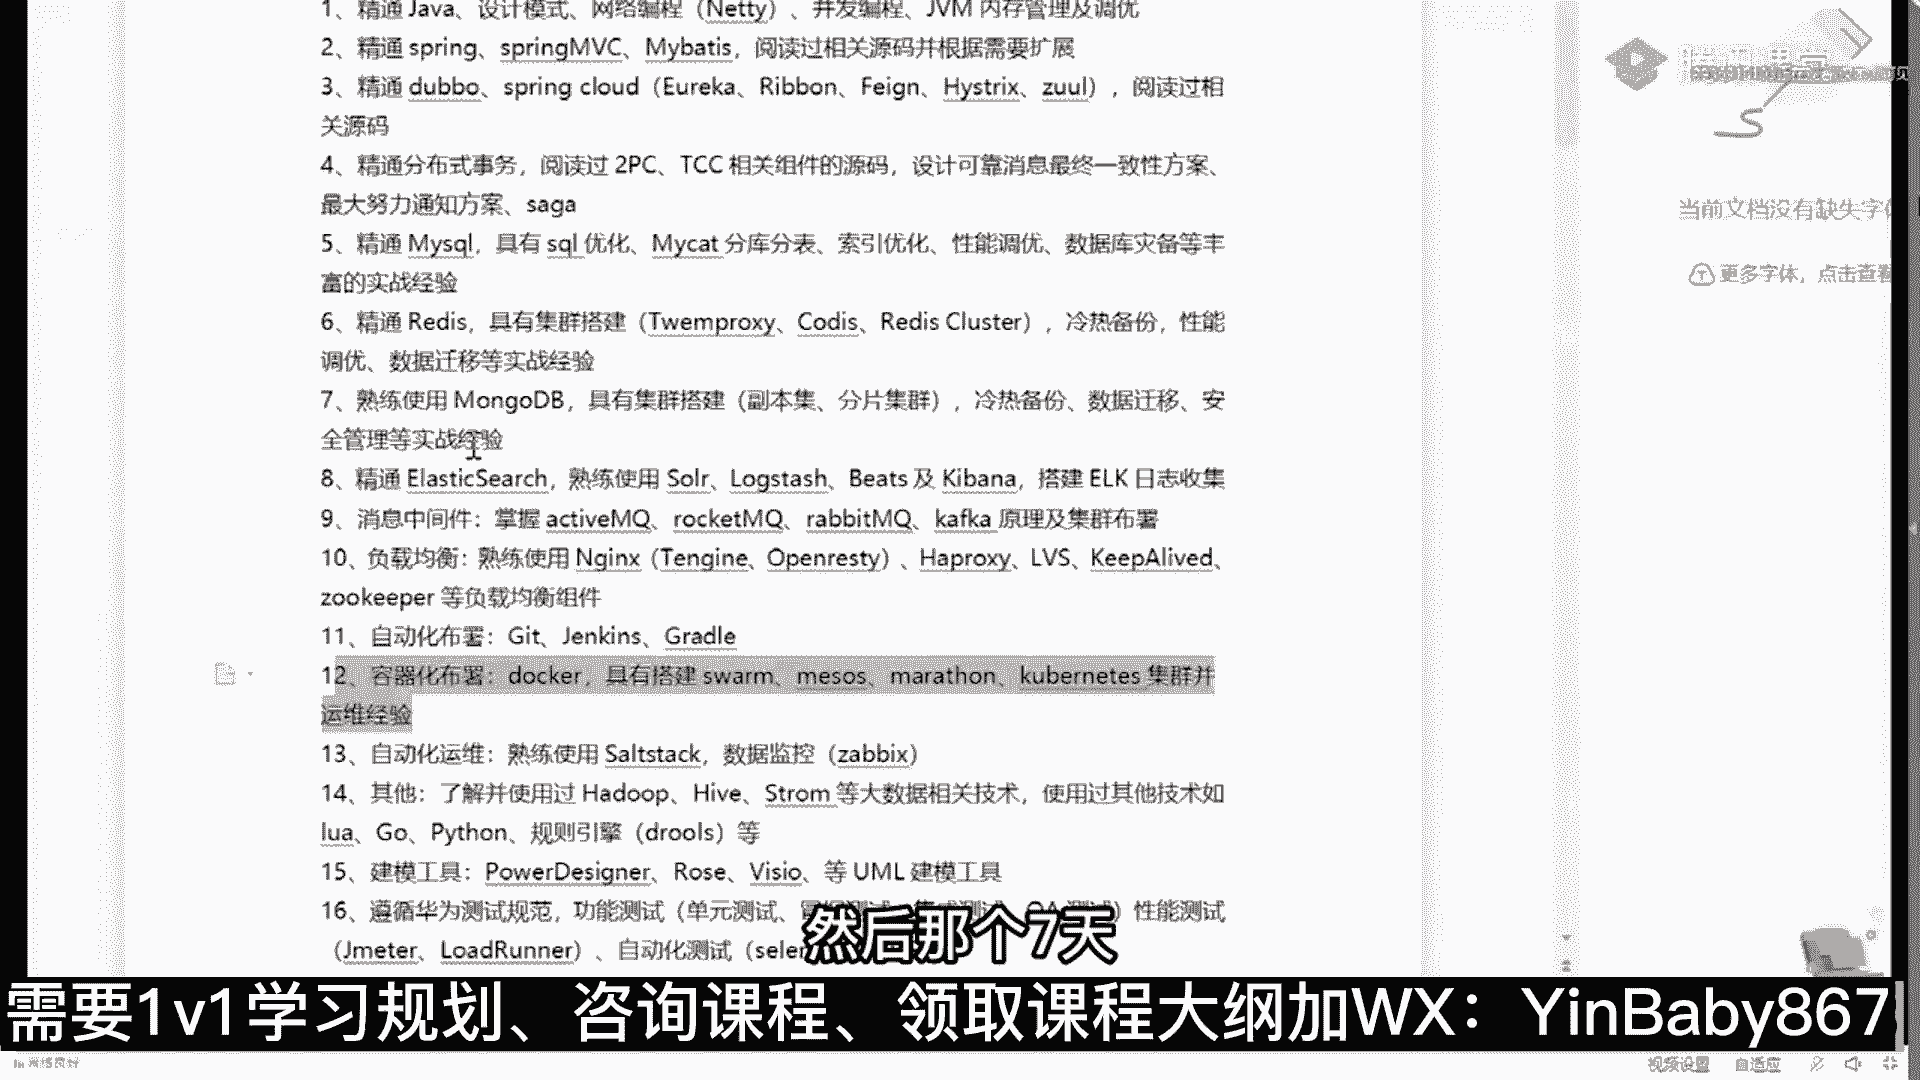 1、精通 Java、设计模式、网络编程（Netty）、并发编程、JVM 内存管理及调优
2、精通 spring、springMVC、Mybatis，阅读过相关源码并根据需要扩展
3、精通 dubbo、spring cloud（Eureka、Ribbon、Feign、Hystrix、zuul），阅读过相
关源码
4、精通分布式事务，阅读过 2PC、TCC 相关组件的源码，设计可靠消息最终一致性方案、
最大努力通知方案、saga
5、精通 Mysql，具有 sql 优化、Mycat 分库分表、索引优化、性能调优、数据库灾备等丰
富的实战经验
6、精通 Redis，具有集群搭建（Twemproxy、Codis、Redis Cluster），冷热备份，性能
调优、数据迁移等实战经验
7、熟练使用 MongoDB，具有集群搭建（副本集、分片集群），冷热备份、数据迁移、安
全管理等实战经验
8、精通 ElasticSearch，熟练使用 Solr、Logstash、Beats 及 Kibana，搭建 ELK 日志收集
9、消息中间件：掌握 activeMQ、rocketMQ、rabbitMQ、kafka 原理及集群布署
10、负载均衡：熟练使用 Nginx（Tengine、Openresty）、Haproxy、LVS、KeepAlived、
zookeeper 等负载均衡组件
11、自动化布署：Git、Jenkins、Gradle
12、容器化布署：docker，具有搭建 swarm、mesos、marathon、kubernetes 集群并
运维经验
13、自动化运维：熟练使用 Saltstack，数据监控（zabbix）
14、其他：了解并使用过 Hadoop、Hive、Strom 等大数据相关技术，使用过其他技术如
lua、Go、Python、规则引擎（drools）等
15、建模工具：PowerDesigner、Rose、Visio、等 UML 建模工具
16、遵循华为测试规范，功能测试（单元测试、 ）性能测试
（Jmeter、LoadRunner）、自动化测试（selen
当前文档没有缺失字体
更多字体，点击查看
然后那个7天
需要1v1学习规划、咨询课程、领取课程大纲加WX：YinBaby867
视频设置 自适应